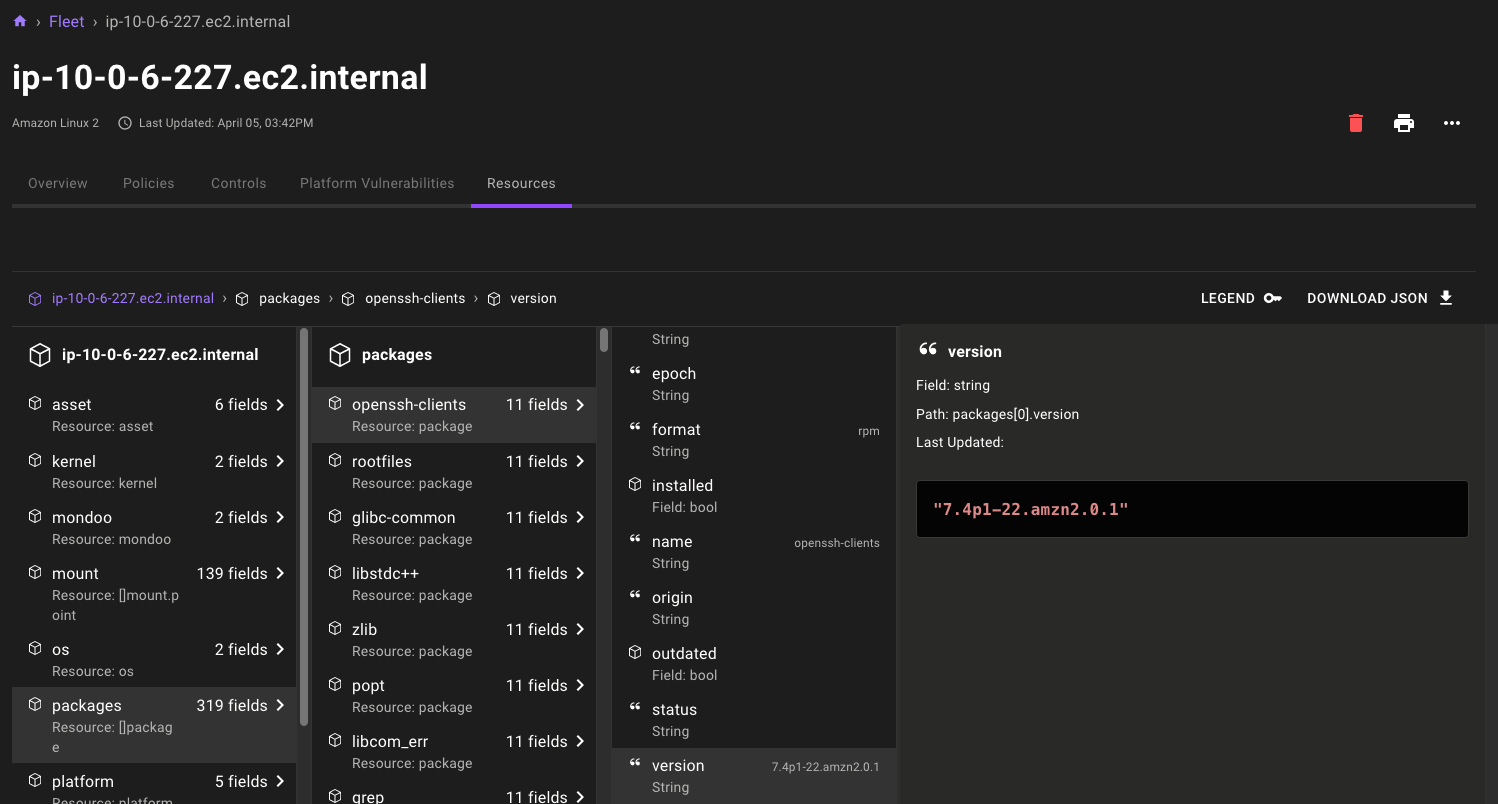 › Fleet › ip-10-0-6-227.ec2.internal
ip-10-0-6-227.ec2.internal
Amazon Linux 2 Last Updated: April 05, 03:42PM
Overview Policies Controls Platform Vulnerabilities Resources
ip-10-0-6-227.ec2.internal › packages › openssh-clients › version
LEGEND DOWNLOAD JSON
ip-10-0-6-227.ec2.internal
asset 6 fields
Resource: asset
kernel 2 fields
Resource: kernel
mondoo 2 fields
Resource: mondoo
mount 139 fields
Resource: []mount.p
oint
os 2 fields
Resource: os
packages 319 fields
Resource: []packag
e
platform 5 fields
Resource: platform
packages
openssh-clients 11 fields
Resource: package
rootfiles 11 fields
Resource: package
glibc-common 11 fields
Resource: package
libstdc++ 11 fields
Resource: package
zlib 11 fields
Resource: package
popt 11 fields
Resource: package
libcom_err 11 fields
Resource: package
grep 11 fields
String
epoch
String
format rpm
String
installed
Field: bool
name openssh-clients
String
origin
String
outdated
Field: bool
status
String
version 7.4p1-22.amzn2.0.1
String
version
Field: string
Path: packages[0].version
Last Updated:
"7.4p1-22.amzn2.0.1"